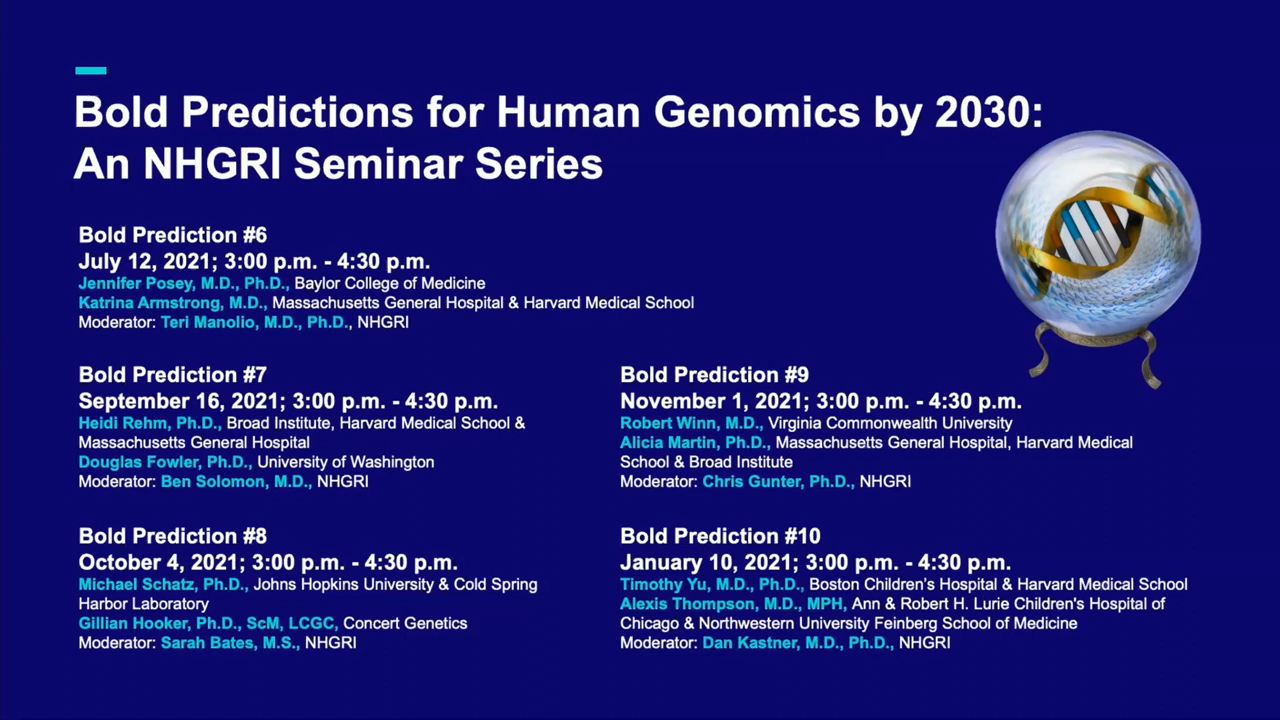 Bold Predictions for Human Genomics by 2030:
An NHGRI Seminar Series
Bold Prediction #6
July 12, 2021; 3:00 p.m. - 4:30 p.m.
Jennifer Posey, M.D., Ph.D., Baylor College of Medicine
Katrina Armstrong, M.D., Massachusetts General Hospital & Harvard Medical School
Moderator: Teri Manolio, M.D., Ph.D., NHGRI
Bold Prediction #7
September 16, 2021; 3:00 p.m. - 4:30 p.m.
Heidi Rehm, Ph.D., Broad Institute, Harvard Medical School &
Massachusetts General Hospital
Douglas Fowler, Ph.D., University of Washington
Moderator: Ben Solomon, M.D., NHGRI
Bold Prediction #8
October 4, 2021; 3:00 p.m. - 4:30 p.m.
Michael Schatz, Ph.D., Johns Hopkins University & Cold Spring
Harbor Laboratory
Gillian Hooker, Ph.D., ScM, LCGC, Concert Genetics
Moderator: Sarah Bates, M.S., NHGRI
Bold Prediction #9
November 1, 2021; 3:00 p.m. - 4:30 p.m.
Robert Winn, M.D., Virginia Commonwealth University
Alicia Martin, Ph.D., Massachusetts General Hospital, Harvard Medical
School & Broad Institute
Moderator: Chris Gunter, Ph.D., NHGRI
Bold Prediction #10
January 10, 2021; 3:00 p.m. - 4:30 p.m.
Timothy Yu, M.D., Ph.D., Boston Children's Hospital & Harvard Medical School
Alexis Thompson, M.D., MPH, Ann & Robert H. Lurie Children's Hospital of
Chicago & Northwestern University Feinberg School of Medicine
Moderator: Dan Kastner, M.D., Ph.D., NHGRI